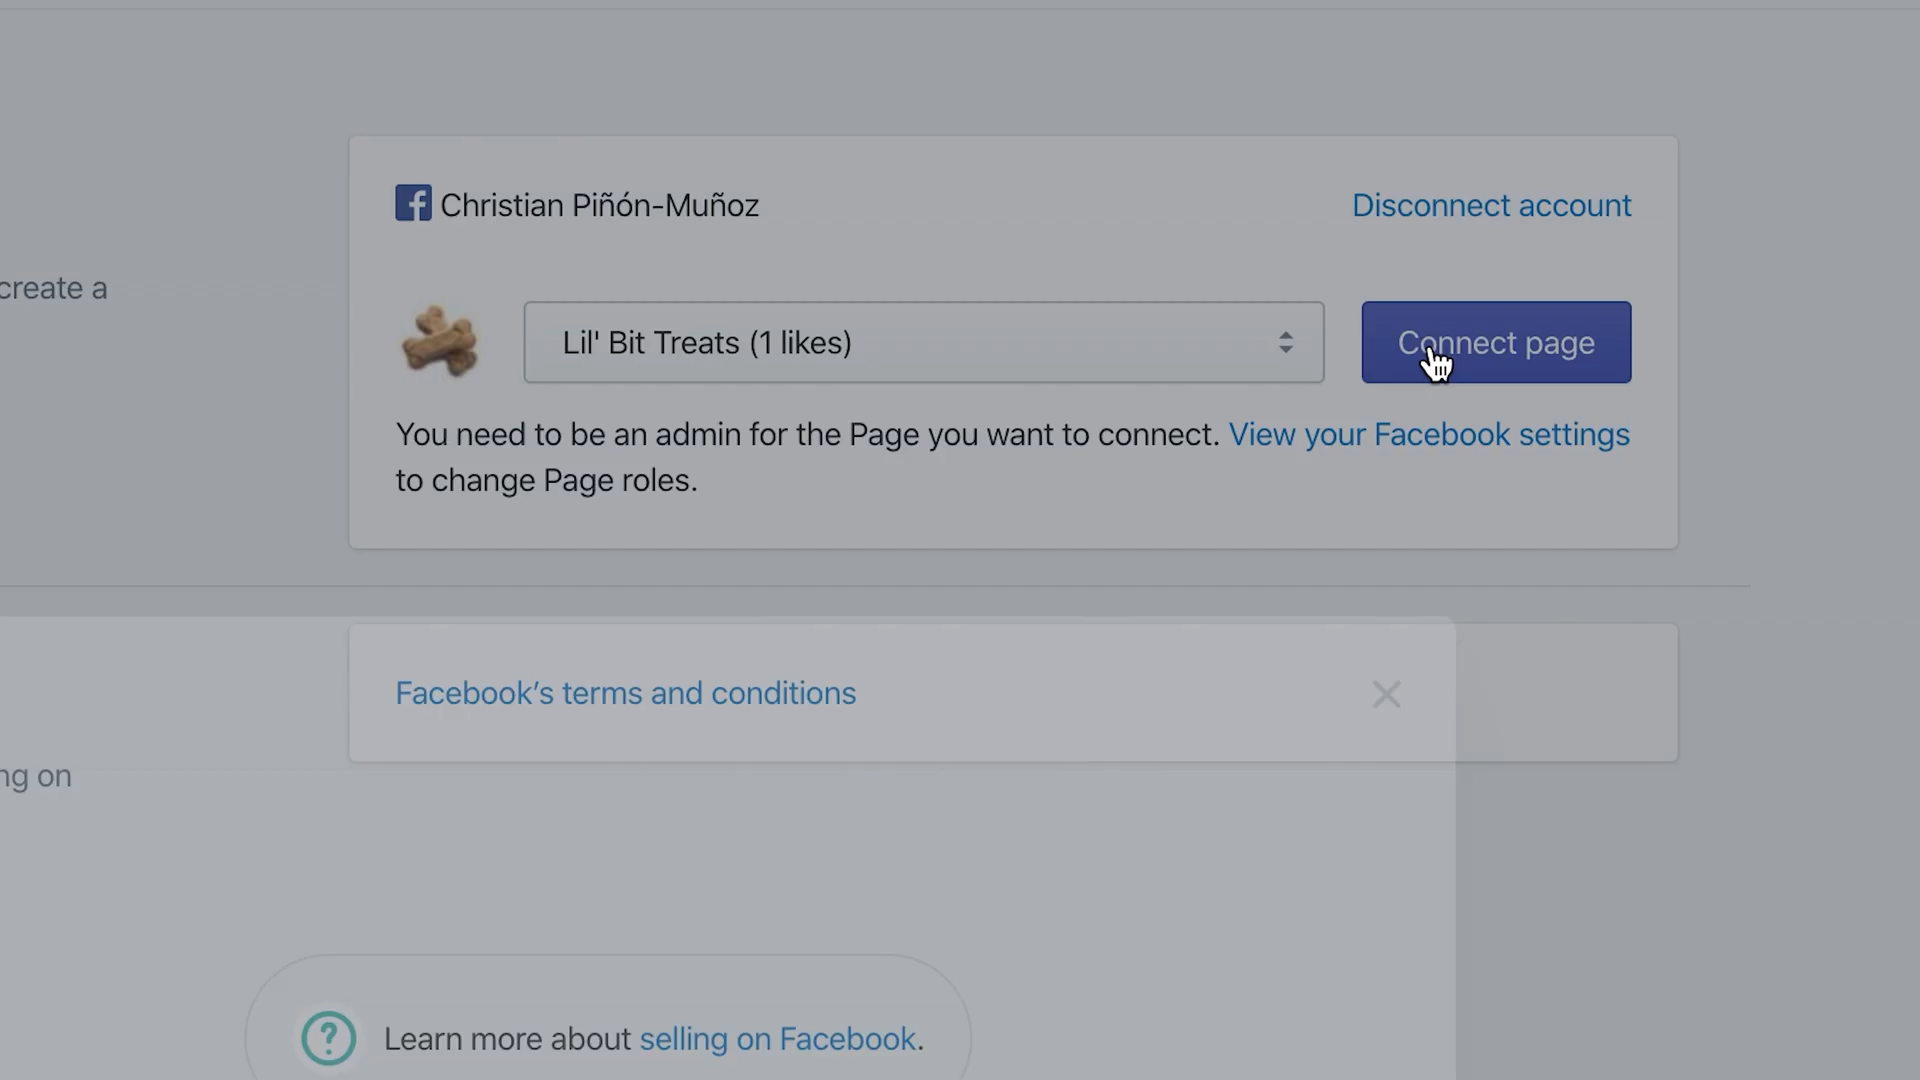 Christian Piñón-Muñoz
Disconnect account
create a
Lil' Bit Treats (1 likes)
Connect page
You need to be an admin for the Page you want to connect. View your Facebook settings
to change Page roles.
Facebook’s terms and conditions
ng on
Learn more about selling on Facebook.